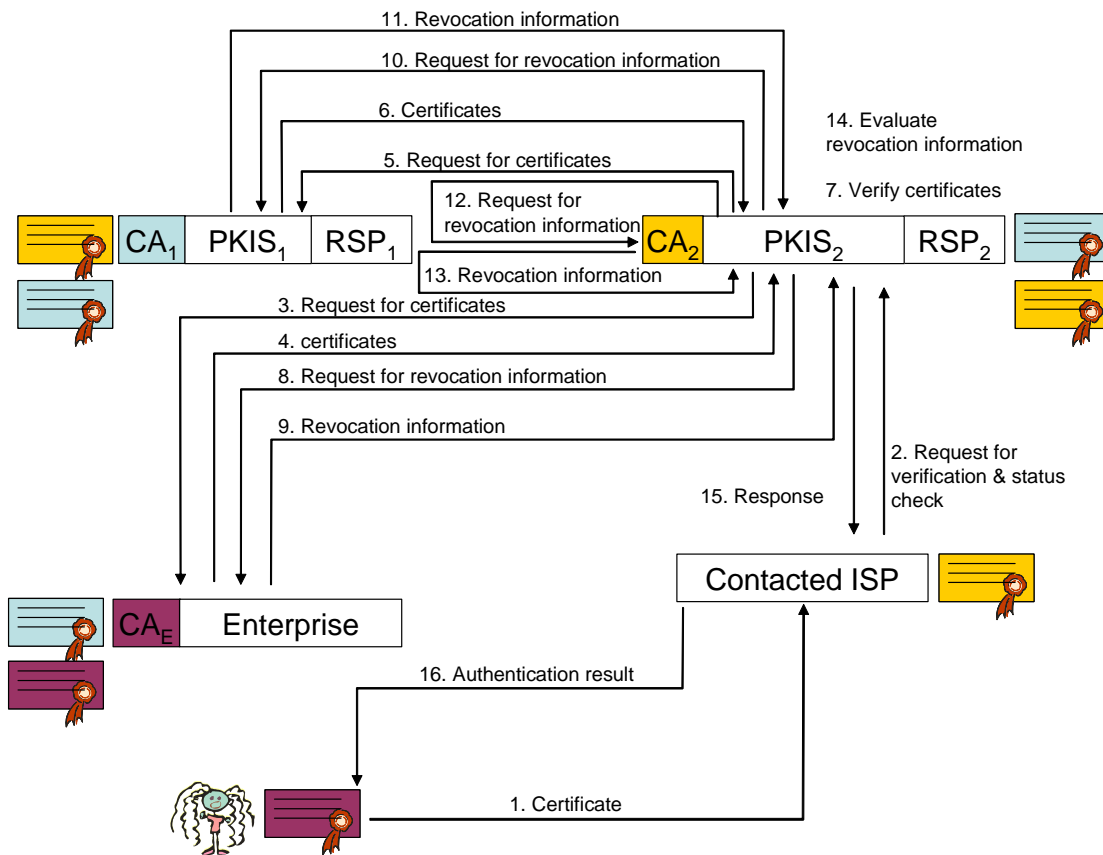 11. Revocation information
10. Request for revocation information
6. Certificates
14. Evaluate
revocation information
5. Request for certificates
12. Request for
revocation information
7. Verify certificates
CA1 PKIS1 RSP1
CA2 PKIS2 RSP2
13. Revocation information
3. Request for certificates
4. certificates
8. Request for revocation information
9. Revocation information
2. Request for
verification & status
check
15. Response
Contacted ISP
CAE Enterprise
16. Authentication result
1. Certificate